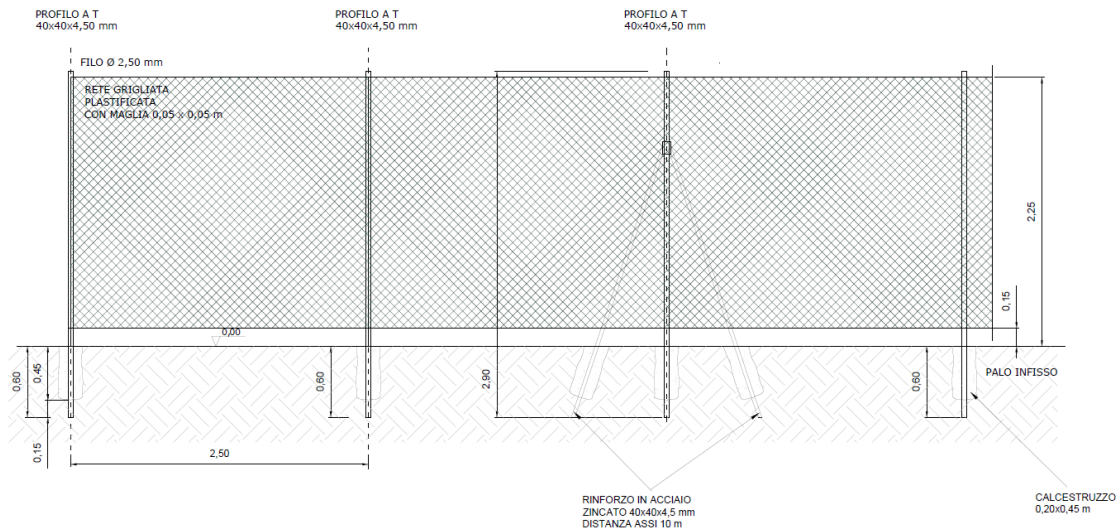 PROFILO A T
40x40x4,50 mm
PROFILO A T
40x40x4,50 mm
PROFILO A T
40x40x4,50 mm
FILO Ø 2,50 mm
RETE GRIGLIATA
PLASTIFICATA
CON MAGLIA 0,05 x 0,05 m
2,25
0,15
0,00
PALO INFISSO
0,60
0,45
0,60
2,90
0,60
0,15
2,50
RINFORZO IN ACCIAIO
ZINCATO 40x40x4,5 mm
DISTANZA ASSI 10 m
CALCESTRUZZO
0,20x0,45 m